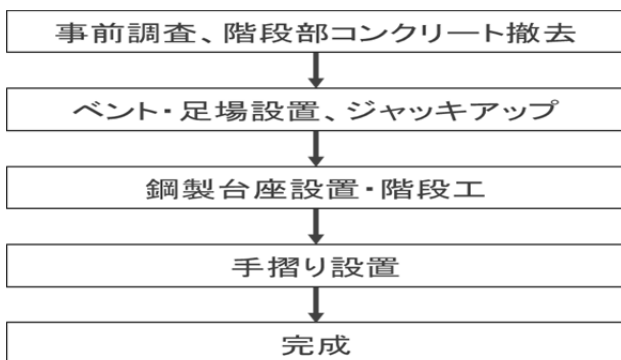 事前調査、階段部コンクリート撤去
ベント・足場設置、ジャッキアップ
鋼製台座設置・階段工
手摺り設置
完成